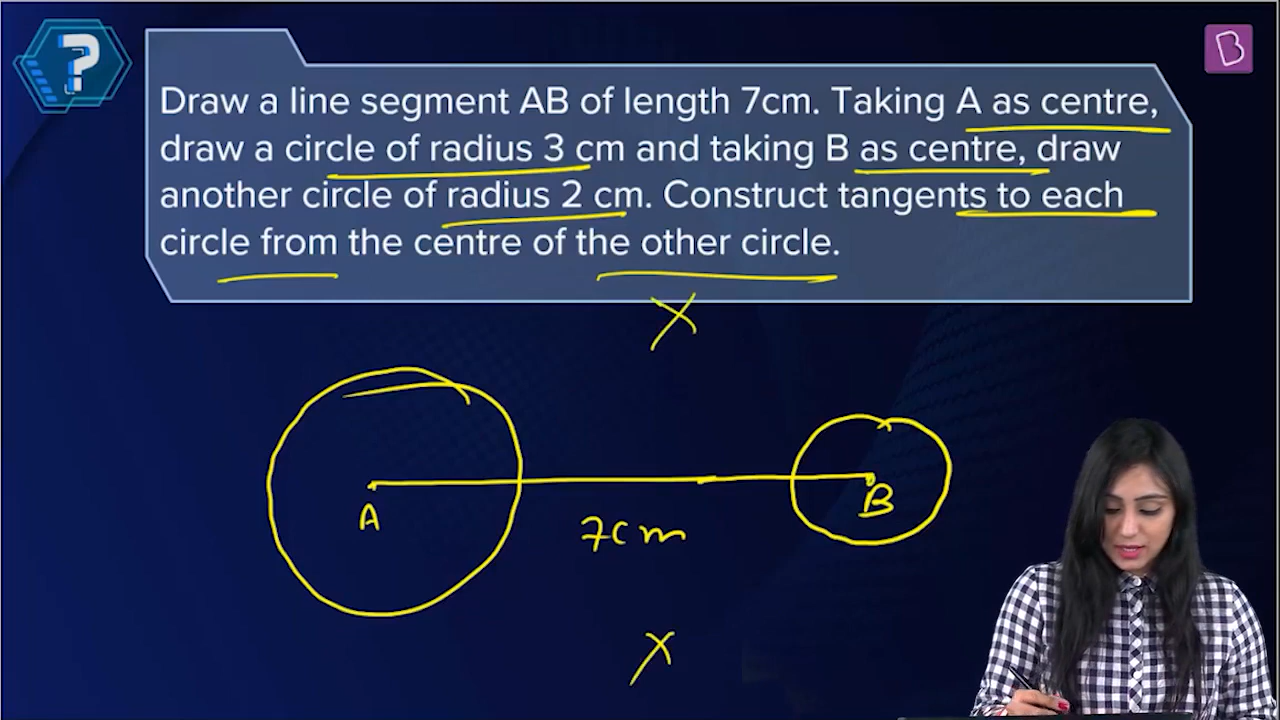 ?
B
Draw a line segment AB of length 7cm. Taking A as centre,
draw a circle of radius 3 cm and taking B as centre, draw
another circle of radius 2 cm. Construct tangents to each
circle from the centre of the other circle.
A
B
7cm